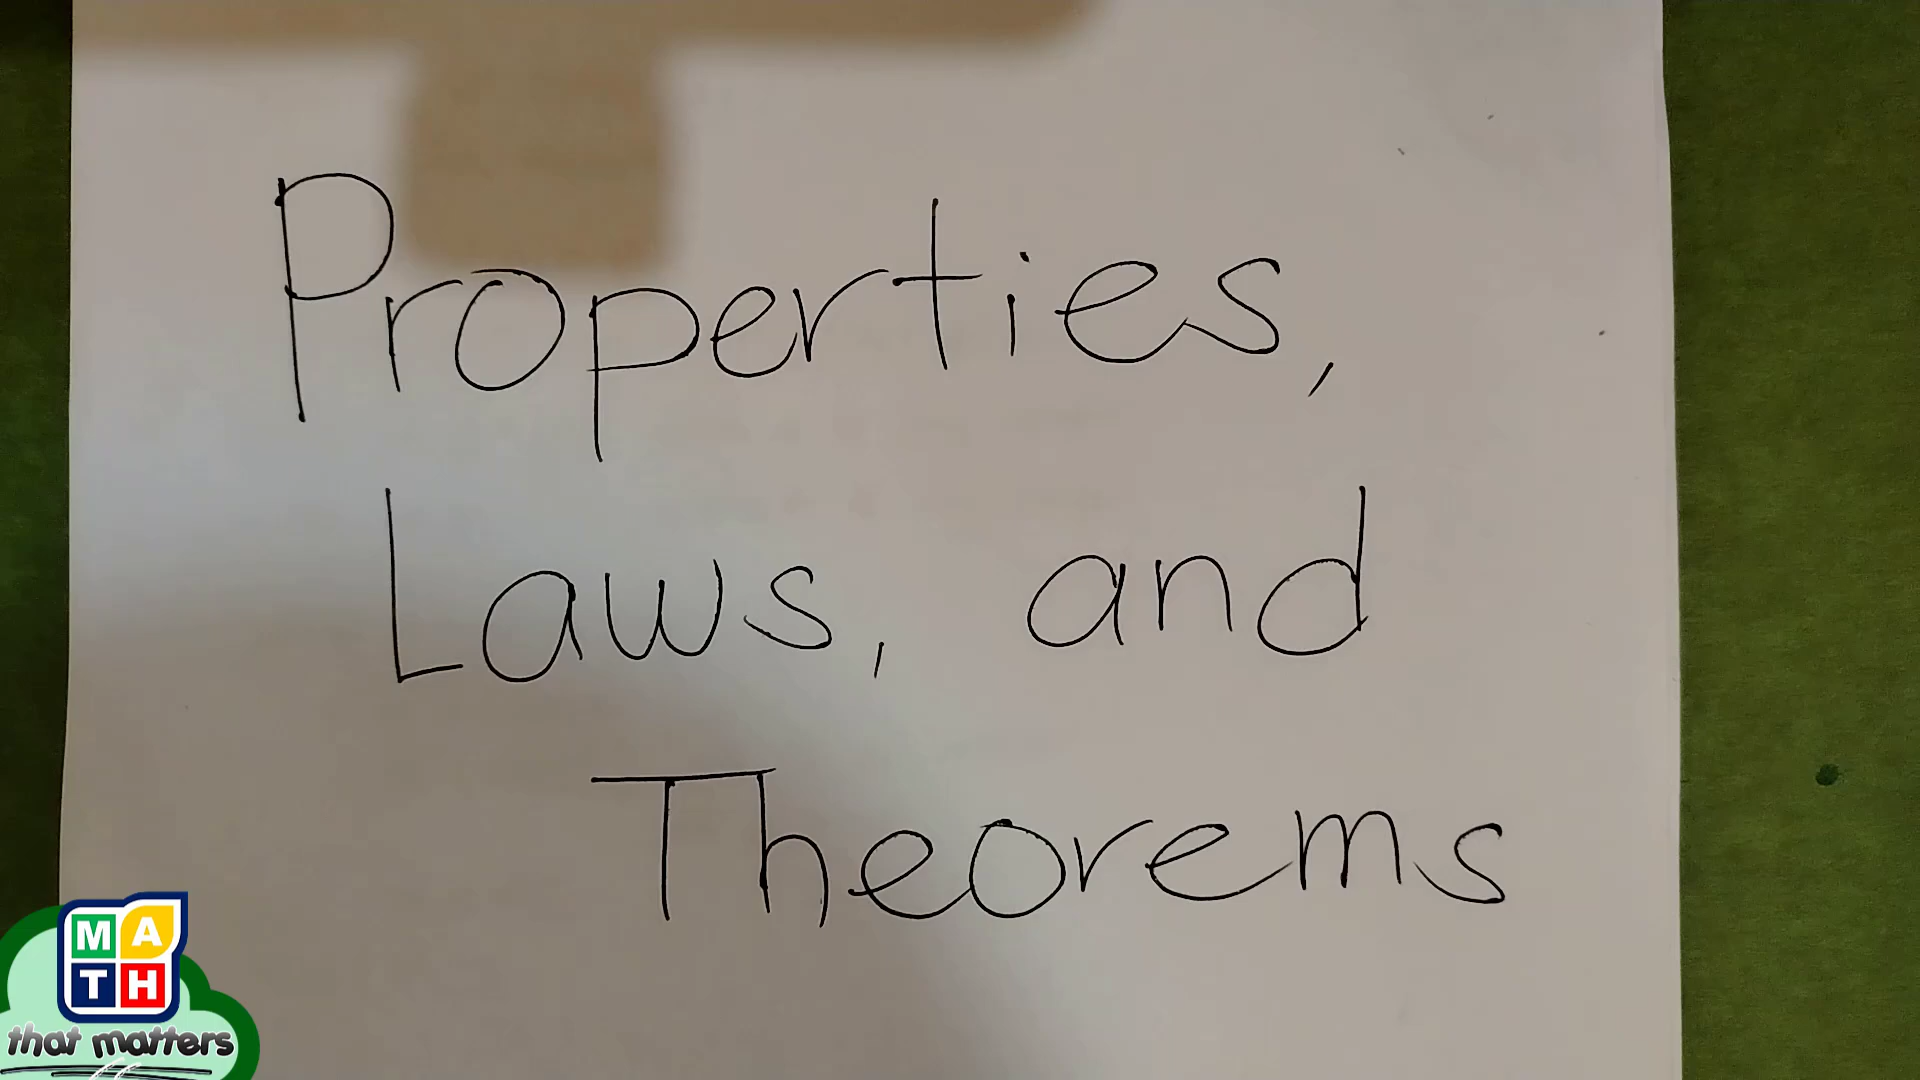 Properties,
Laws, and
Theorems
MA
TH
that matters